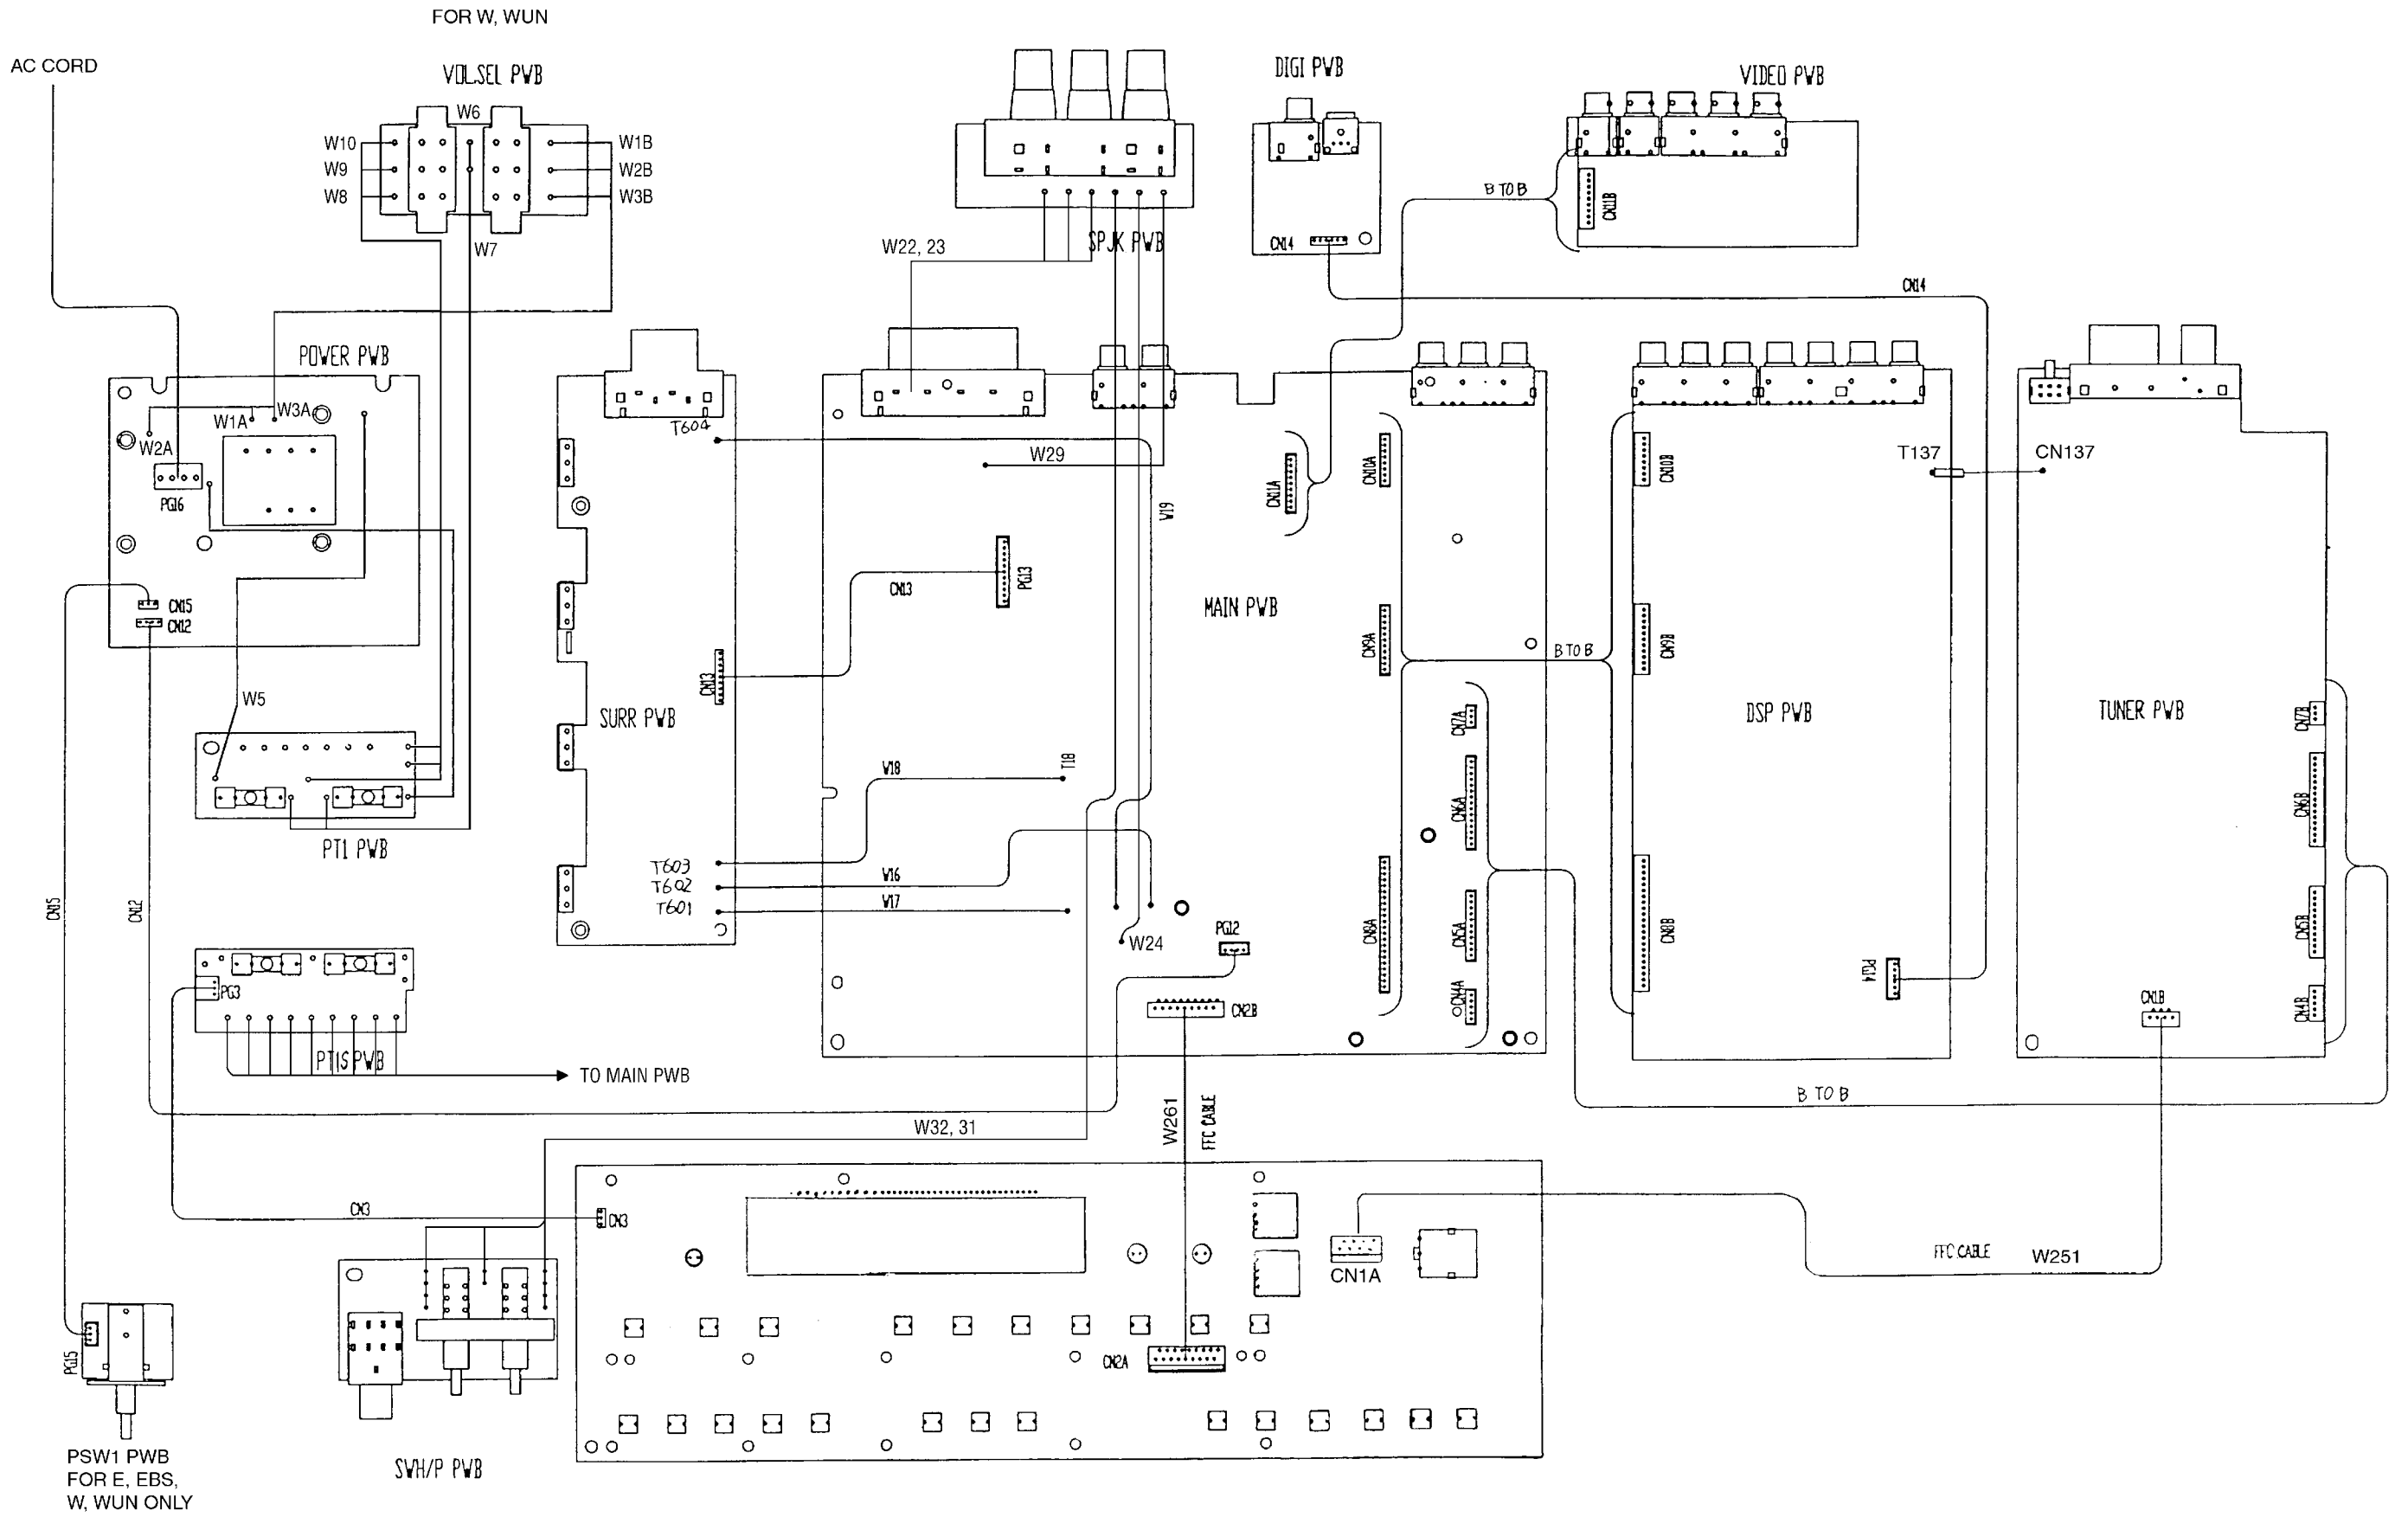 FOR W, WUN
AC CORD
VOL.SEL PWB
DIGI PWB
VIDEO PWB
W6
W10
W1B
W9
W2B
W8
W3B
W7
B TO B
CN11B
SPJK PWB
CN14
W22, 23
CN14
POWER PWB
W3A
W1A
W2A
PG16
T604
W29
CN11A
CN10A
CN10B
T137
CN137
W19
CN15
CN12
CN13
PG13
MAIN PWB
CN9A
B TO B
CN9B
W5
CN13
SURR PWB
CN7A
DSP PWB
TUNER PWB
CN7B
W18
T18
CN6A
CN6B
PT1 PWB
T603
T602
W16
T601
W17
CN15
CN12
CN8A
CN5A
CN8B
CN5B
W24
PG12
PG3
CN2B
CN4A
PG14
CN1B
CN4B
PT1S PWB
TO MAIN PWB
B TO B
W32, 31
W261
FFC CABLE
CN3
CN3
CN1A
FFC CABLE
W251
PG15
CN2A
PSW1 PWB
FOR E, EBS,
W, WUN ONLY
SWH/P PWB